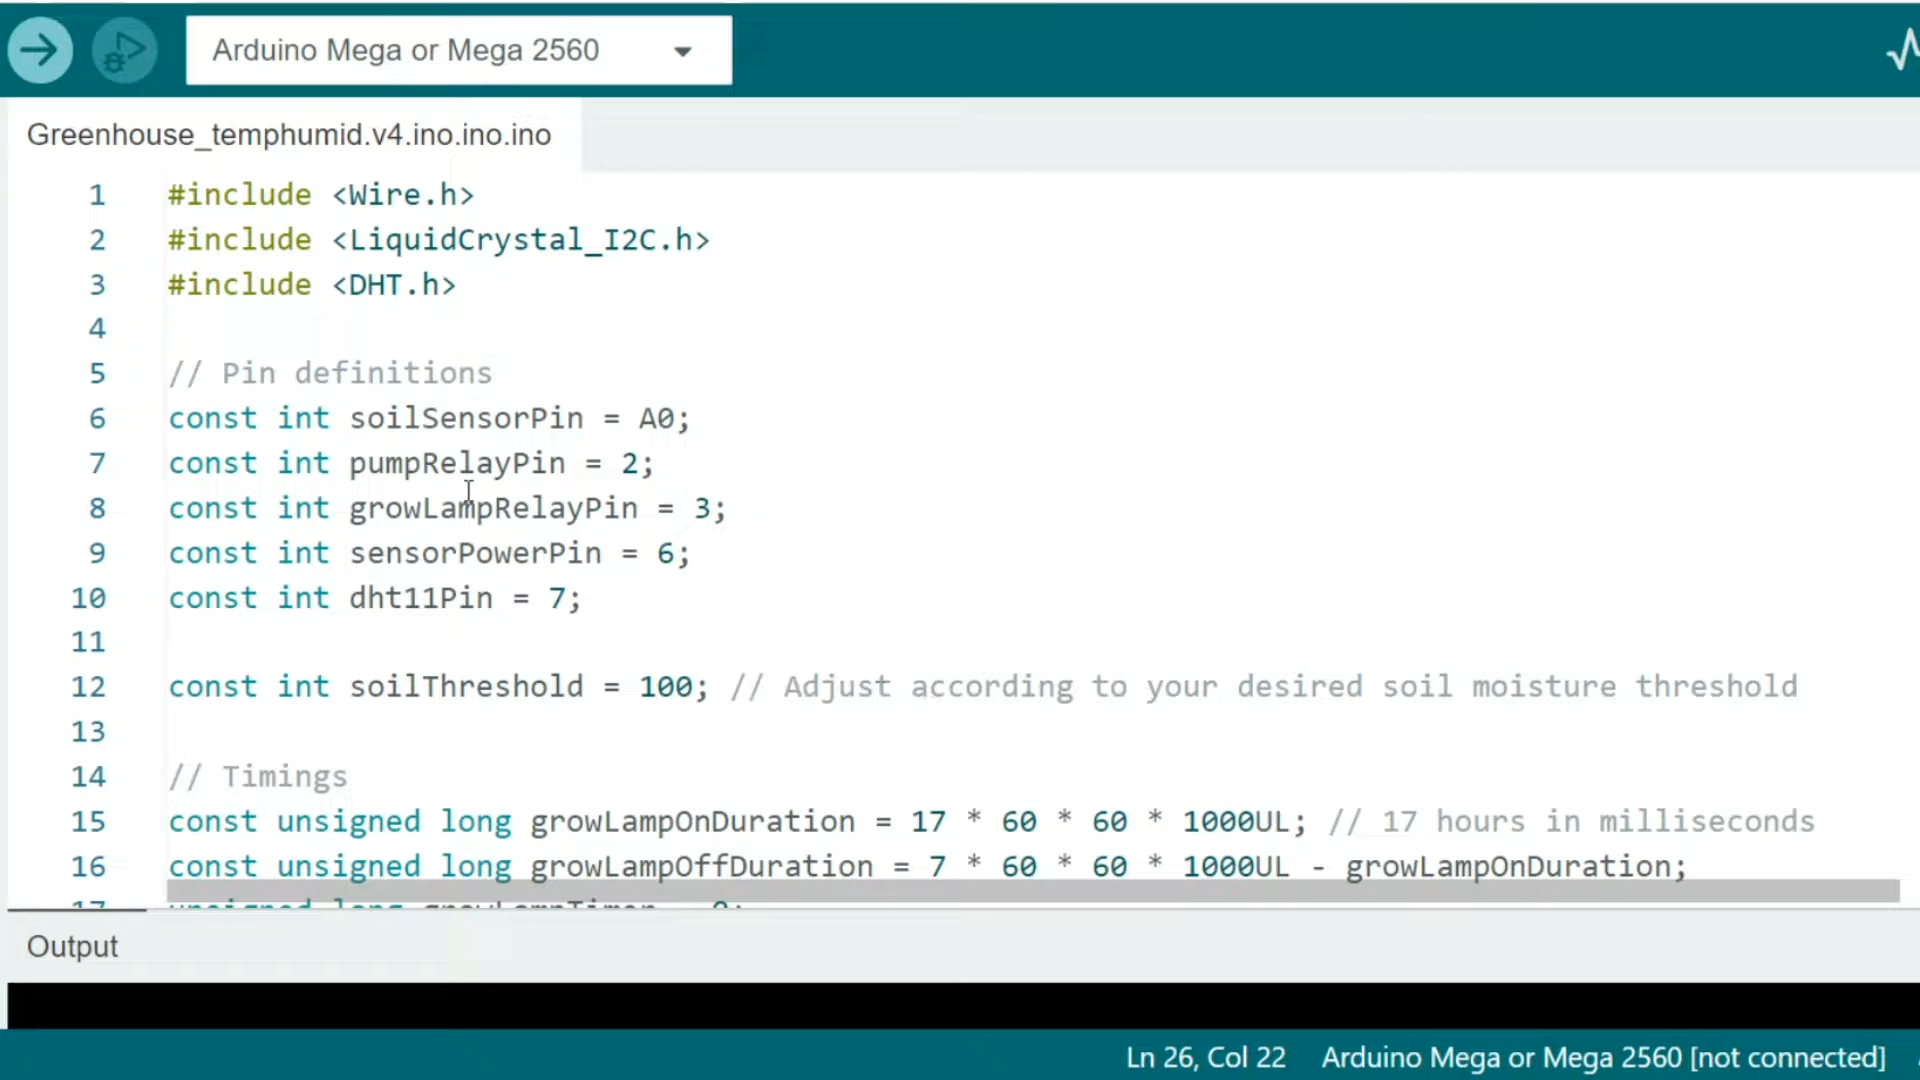 Arduino Mega or Mega 2560
Greenhouse_temphumid.v4.ino.ino.ino
1 #include <Wire.h>
2 #include <LiquidCrystal_I2C.h>
3 #include <DHT.h>
4
5 // Pin definitions
6 const int soilSensorPin = A0;
7 const int pumpRelayPin = 2;
8 const int growLampRelayPin = 3;
9 const int sensorPowerPin = 6;
10 const int dht11Pin = 7;
11
12 const int soilThreshold = 100; // Adjust according to your desired soil moisture threshold
13
14 // Timings
15 const unsigned long growLampOnDuration = 17 * 60 * 60 * 1000UL; // 17 hours in milliseconds
16 const unsigned long growLampOffDuration = 7 * 60 * 60 * 1000UL - growLampOnDuration;
17 unsigned long growLampTimer = 0;
Output
Ln 26, Col 22 Arduino Mega or Mega 2560 [not connected]